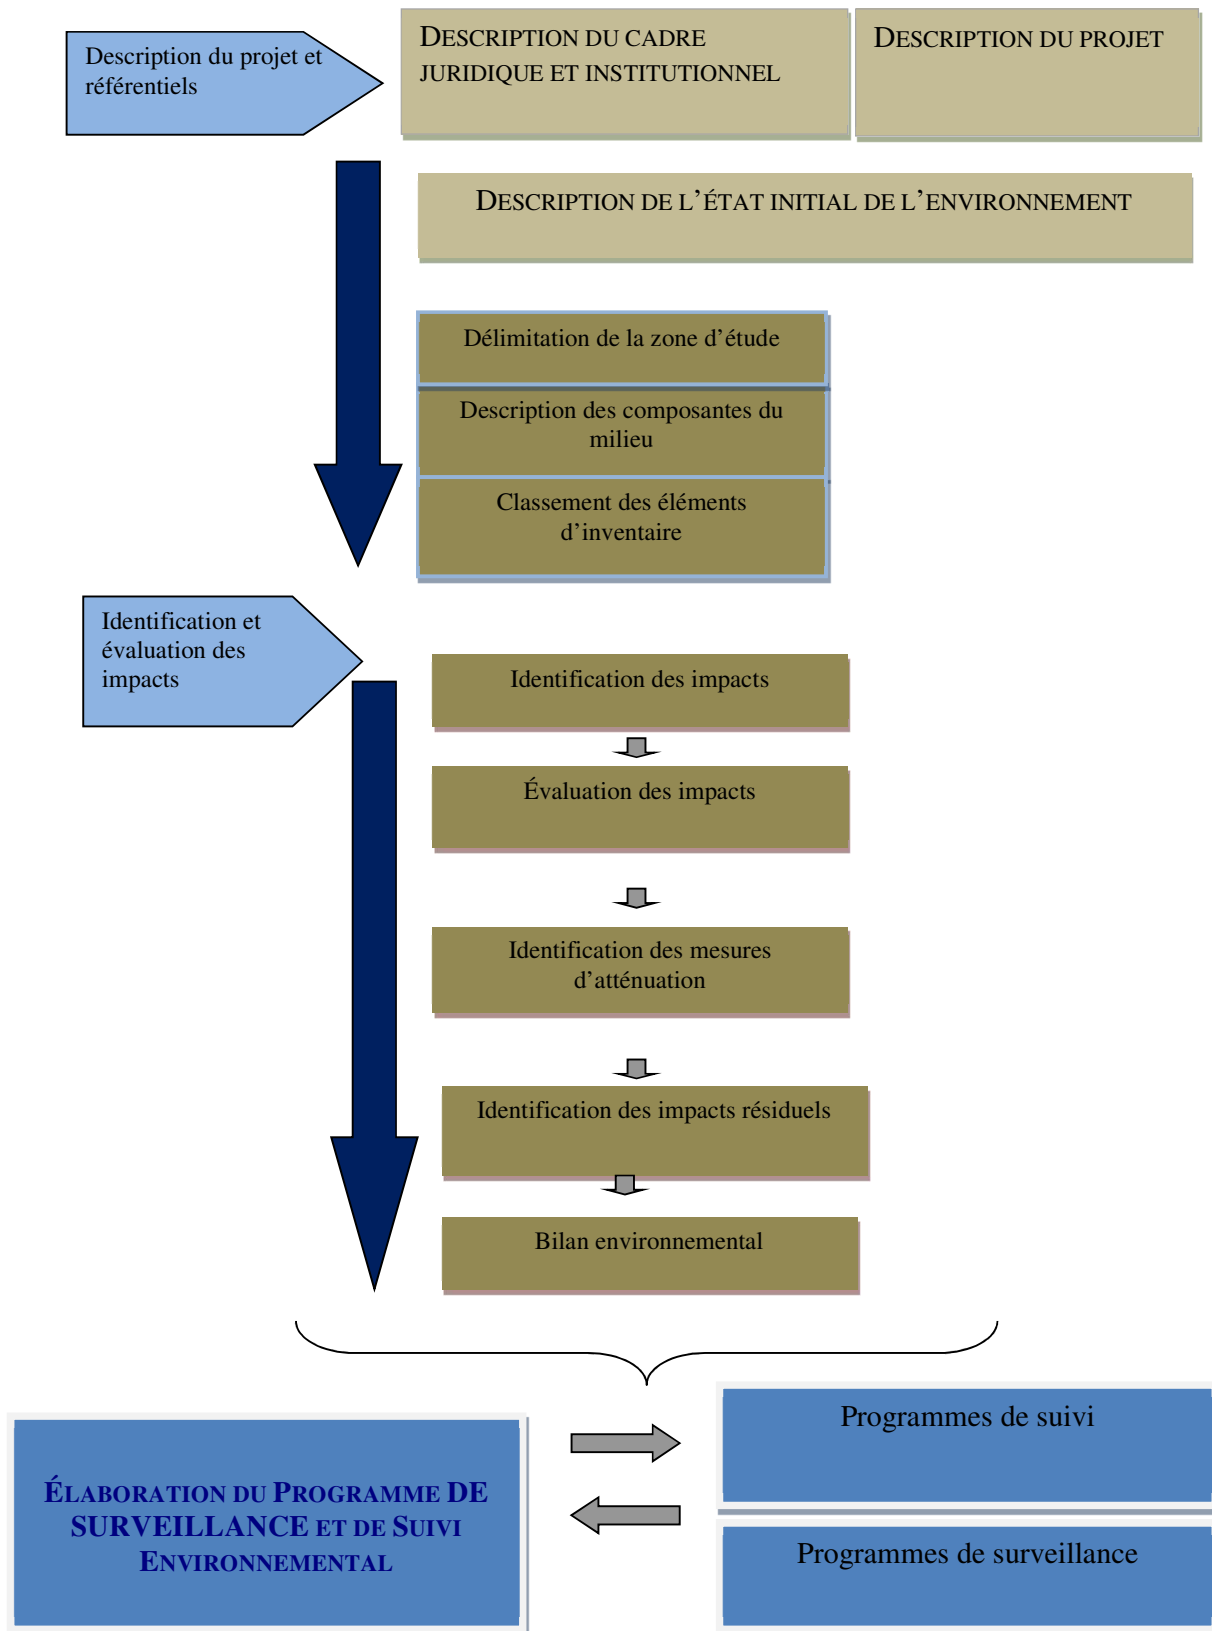 Description du projet et
référentiels
DESCRIPTION DU CADRE
JURIDIQUE ET INSTITUTIONNEL
DESCRIPTION DU PROJET
DESCRIPTION DE L’ÉTAT INITIAL DE L’ENVIRONNEMENT
Délimitation de la zone d’étude
Description des composantes du
milieu
Classement des éléments
d’inventaire
Identification et
évaluation des
impacts
Identification des impacts
Évaluation des impacts
Identification des mesures
d’atténuation
Identification des impacts résiduels
Bilan environnemental
ÉLABORATION DU PROGRAMME DE
SURVEILLANCE ET DE SUIVI
ENVIRONNEMENTAL
Programmes de suivi
Programmes de surveillance